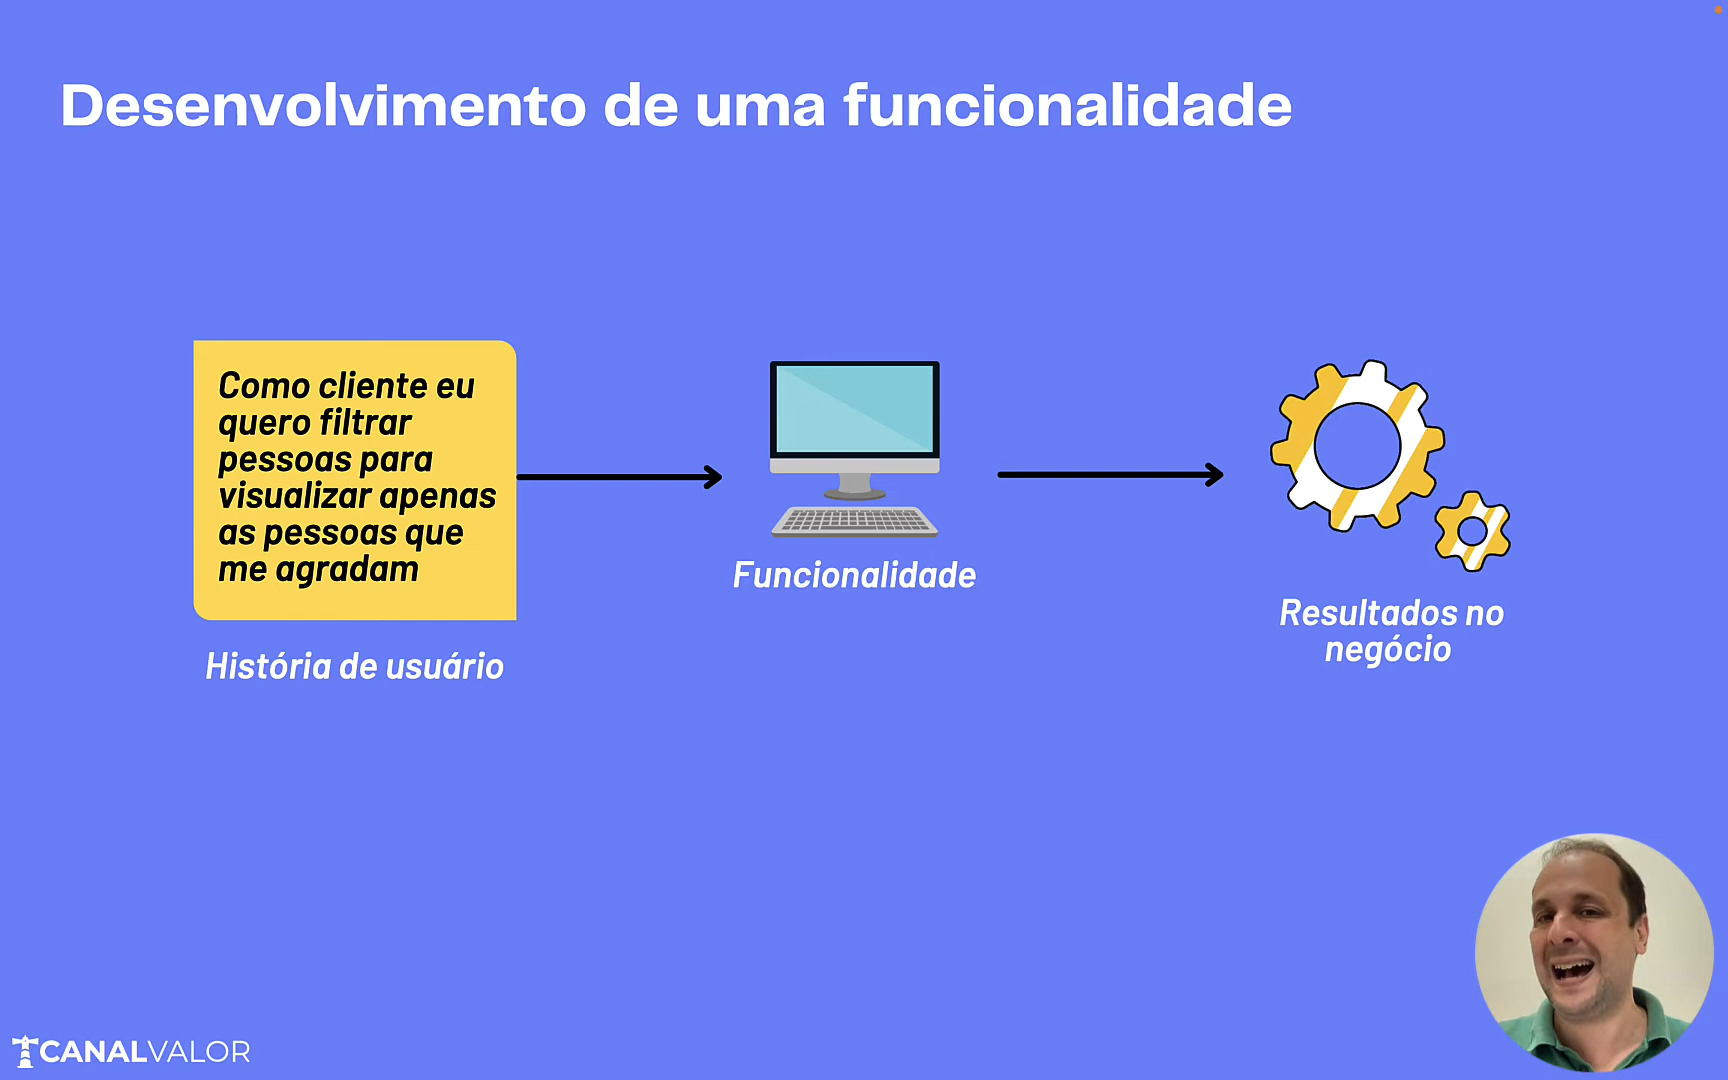 Desenvolvimento de uma funcionalidade
Como cliente eu
quero filtrar
pessoas para
visualizar apenas
as pessoas que
me agradam
História de usuário
Funcionalidade
Resultados no
negócio
CANALVALOR